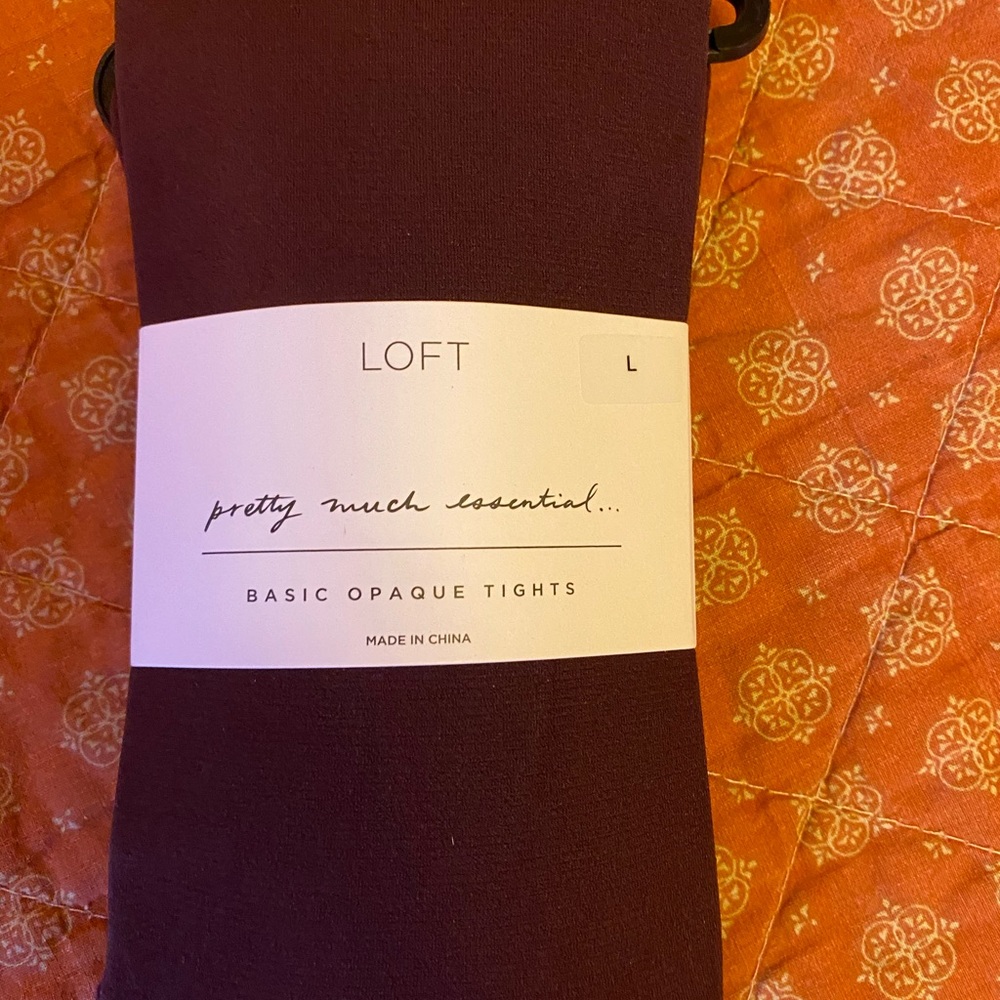 LOFT
L
pretty much essential...
BASIC OPAQUE TIGHTS
MADE IN CHINA